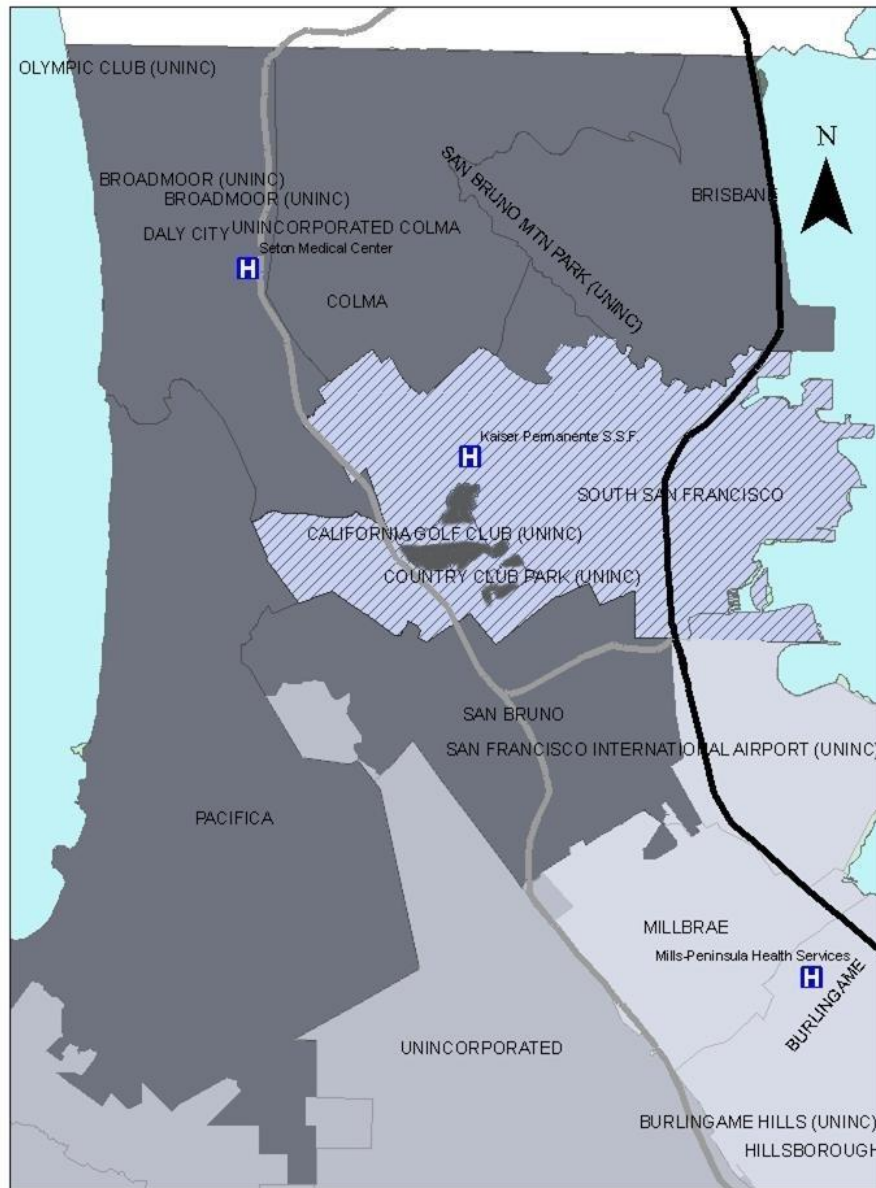 OLYMPIC CLUB (UNINC)
N
SAN BRUNO MTN PARK (UNINC)
BROADMOOR (UNINC)
BRISBANE
BROADMOOR (UNINC)
DALY CITY
UNINCORPORATED COLMA
Seton Medical Center
H
COLMA
Kaiser Permanente S.S.F.
H
SOUTH SAN FRANCISCO
CALIFORNIA GOLF CLUB (UNINC)
COUNTRY CLUB PARK (UNINC)
SAN BRUNO
SAN FRANCISCO INTERNATIONAL AIRPORT (UNINC)
PACIFICA
MILLBRAE
Mills-Peninsula Health Services
H
BURLINGAME
UNINCORPORATED
BURLINGAME HILLS (UNINC)
HILLSBOROUGH